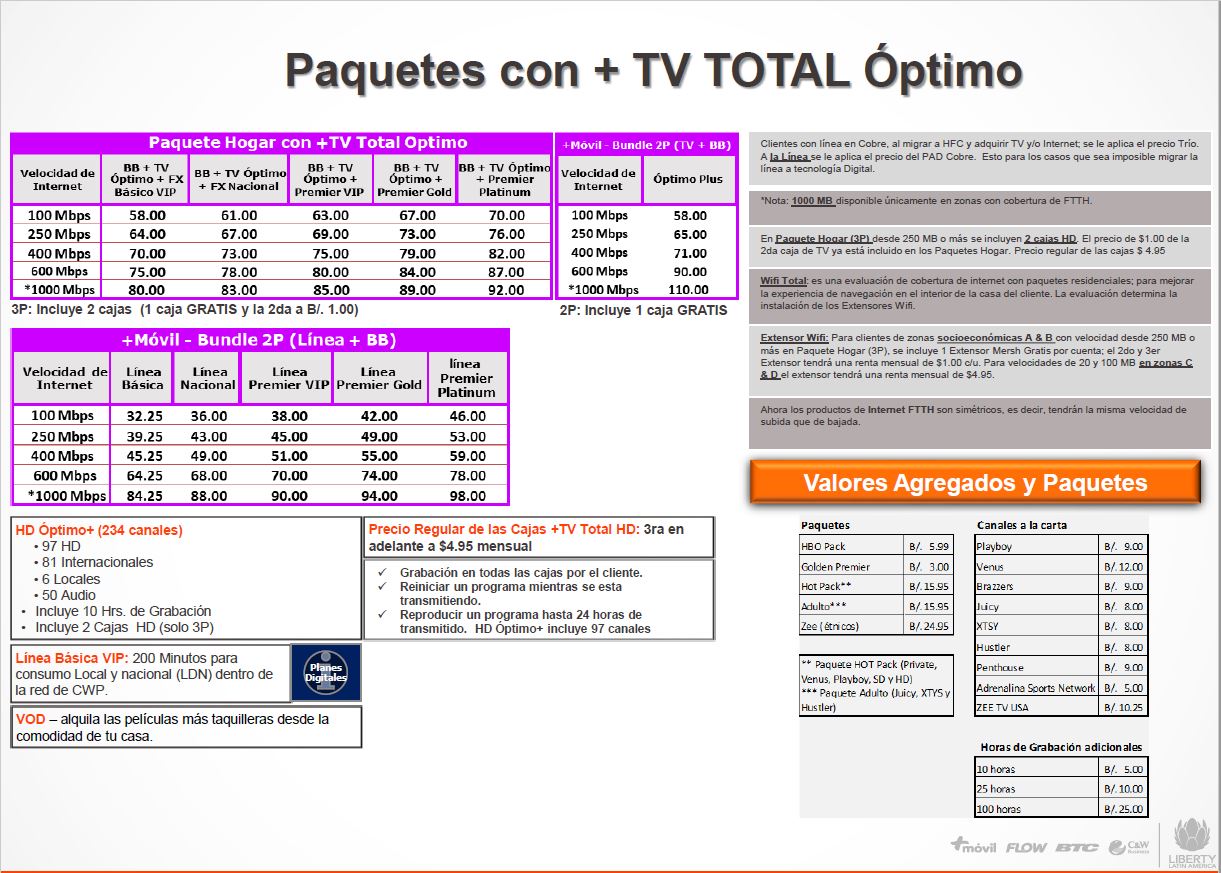 Paquetes con + TV TOTAL Óptimo
Paquete Hogar con +TV Total Optimo
Velocidad de Internet | BB + TV Óptimo + FX Básico VIP | BB + TV Óptimo + FX Nacional | BB + TV Óptimo + Premier VIP | BB + TV Óptimo + Premier Gold | BB + TV Óptimo + Premier Platinum
100 Mbps 58.00 61.00 63.00 67.00 70.00
250 Mbps 64.00 67.00 69.00 73.00 76.00
400 Mbps 70.00 73.00 75.00 79.00 82.00
600 Mbps 75.00 78.00 80.00 84.00 87.00
*1000 Mbps 80.00 83.00 85.00 89.00 92.00
3P: Incluye 2 cajas (1 caja GRATIS y la 2da a B/. 1.00)
+Móvil - Bundle 2P (TV + BB)
Velocidad de Internet | Óptimo Plus
100 Mbps 58.00
250 Mbps 65.00
400 Mbps 71.00
600 Mbps 90.00
*1000 Mbps 110.00
2P: Incluye 1 caja GRATIS
+Móvil - Bundle 2P (Línea + BB)
Velocidad de Internet | Línea Básica | Línea Nacional | Línea Premier VIP | Línea Premier Gold | línea Premier Platinum
100 Mbps 32.25 36.00 38.00 42.00 46.00
250 Mbps 39.25 43.00 45.00 49.00 53.00
400 Mbps 45.25 49.00 51.00 55.00 59.00
600 Mbps 64.25 68.00 70.00 74.00 78.00
*1000 Mbps 84.25 88.00 90.00 94.00 98.00
HD Óptimo+ (234 canales)
• 97 HD
• 81 Internacionales
• 6 Locales
• 50 Audio
• Incluye 10 Hrs. de Grabación
• Incluye 2 Cajas HD (solo 3P)
Precio Regular de las Cajas +TV Total HD: 3ra en
adelante a $4.95 mensual
✓ Grabación en todas las cajas por el cliente.
✓ Reiniciar un programa mientras se esta
transmitiendo.
✓ Reproducir un programa hasta 24 horas de
transmitido. HD Óptimo+ incluye 97 canales
Línea Básica VIP: 200 Minutos para
consumo Local y nacional (LDN) dentro de
la red de CWP.
Planes
Digitales
VOD – alquila las películas más taquilleras desde la
comodidad de tu casa.
Clientes con línea en Cobre, al migrar a HFC y adquirir TV y/o Internet; se le aplica el precio Trío.
A la Línea se le aplica el precio del PAD Cobre. Esto para los casos que sea imposible migrar la
línea a tecnología Digital.
*Nota: 1000 MB disponible únicamente en zonas con cobertura de FTTH.
En Paquete Hogar (3P) desde 250 MB o más se incluyen 2 cajas HD. El precio de $1.00 de la
2da caja de TV ya está incluido en los Paquetes Hogar. Precio regular de las cajas $ 4.95
Wifi Total: es una evaluación de cobertura de internet con paquetes residenciales; para mejorar
la experiencia de navegación en el interior de la casa del cliente. La evaluación determina la
instalación de los Extensores Wifi.
Extensor Wifi: Para clientes de zonas socioeconómicas A & B con velocidad desde 250 MB o
más en Paquete Hogar (3P), se incluye 1 Extensor Mersh Gratis por cuenta; el 2do y 3er
Extensor tendrá una renta mensual de $1.00 c/u. Para velocidades de 20 y 100 MB en zonas C
& D el extensor tendrá una renta mensual de $4.95.
Ahora los productos de Internet FTTH son simétricos, es decir, tendrán la misma velocidad de
subida que de bajada.
Valores Agregados y Paquetes
Paquetes
HBO Pack B/. 5.99
Golden Premier B/. 3.00
Hot Pack** B/. 15.95
Adulto*** B/. 15.95
Zee (étnicos) B/. 24.95
** Paquete HOT Pack (Private,
Venus, Playboy, SD y HD)
*** Paquete Adulto (Juicy, XTYS y
Hustler)
Canales a la carta
Playboy B/. 9.00
Venus B/. 12.00
Brazzers B/. 9.00
Juicy B/. 8.00
XTSY B/. 8.00
Hustler B/. 8.00
Penthouse B/. 9.00
Adrenalina Sports Network B/. 5.00
ZEE TV USA B/. 10.25
Horas de Grabación adicionales
10 horas B/. 5.00
25 horas B/. 10.00
100 horas B/. 25.00
+móvil FLOW BTC C&W Business LIBERTY
LATIN AMERICA